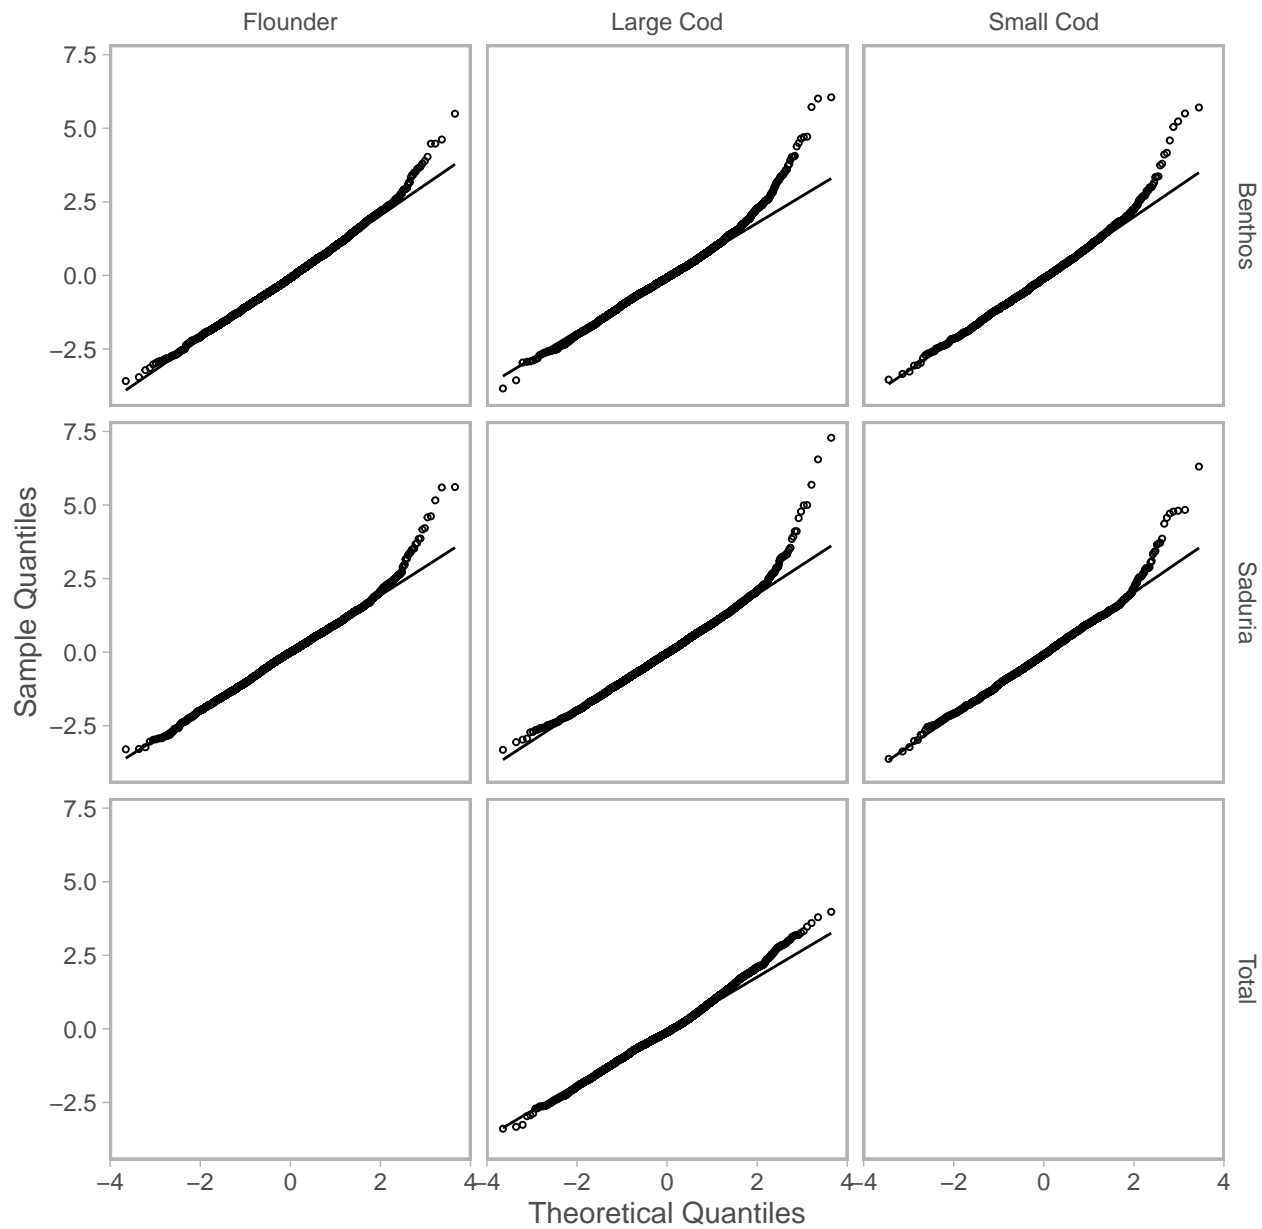 Flounder
Large Cod
Small Cod
7.5
5.0
2.5
0.0
−2.5
Benthos
7.5
5.0
2.5
0.0
−2.5
Saduria
7.5
5.0
2.5
0.0
−2.5
Total
Sample Quantiles
−4 −2 0 2 4
−4 −2 0 2 4
−4 −2 0 2 4
Theoretical Quantiles